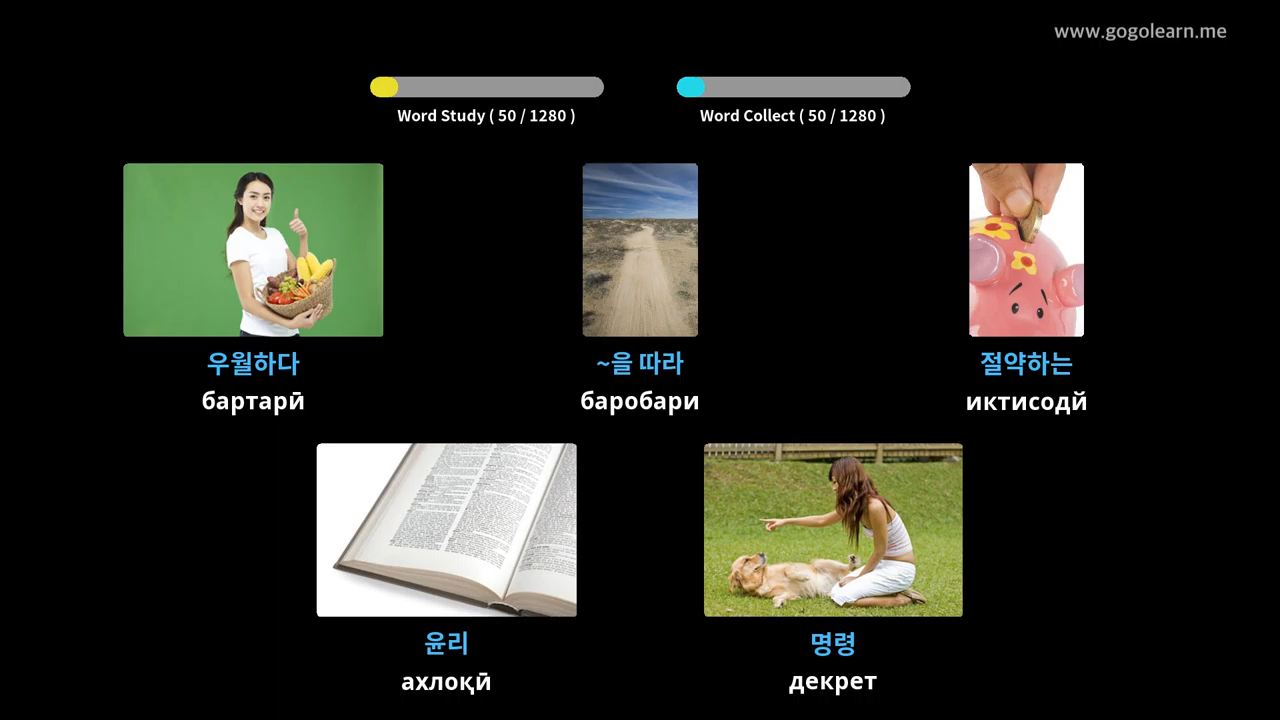 www.gogolearn.me
Word Study ( 50 / 1280 )
Word Collect ( 50 / 1280 )
우월하다
~을 따라
절약하는
бартарӣ
баробари
иктисодй
윤리
명령
ахлоқӣ
декрет